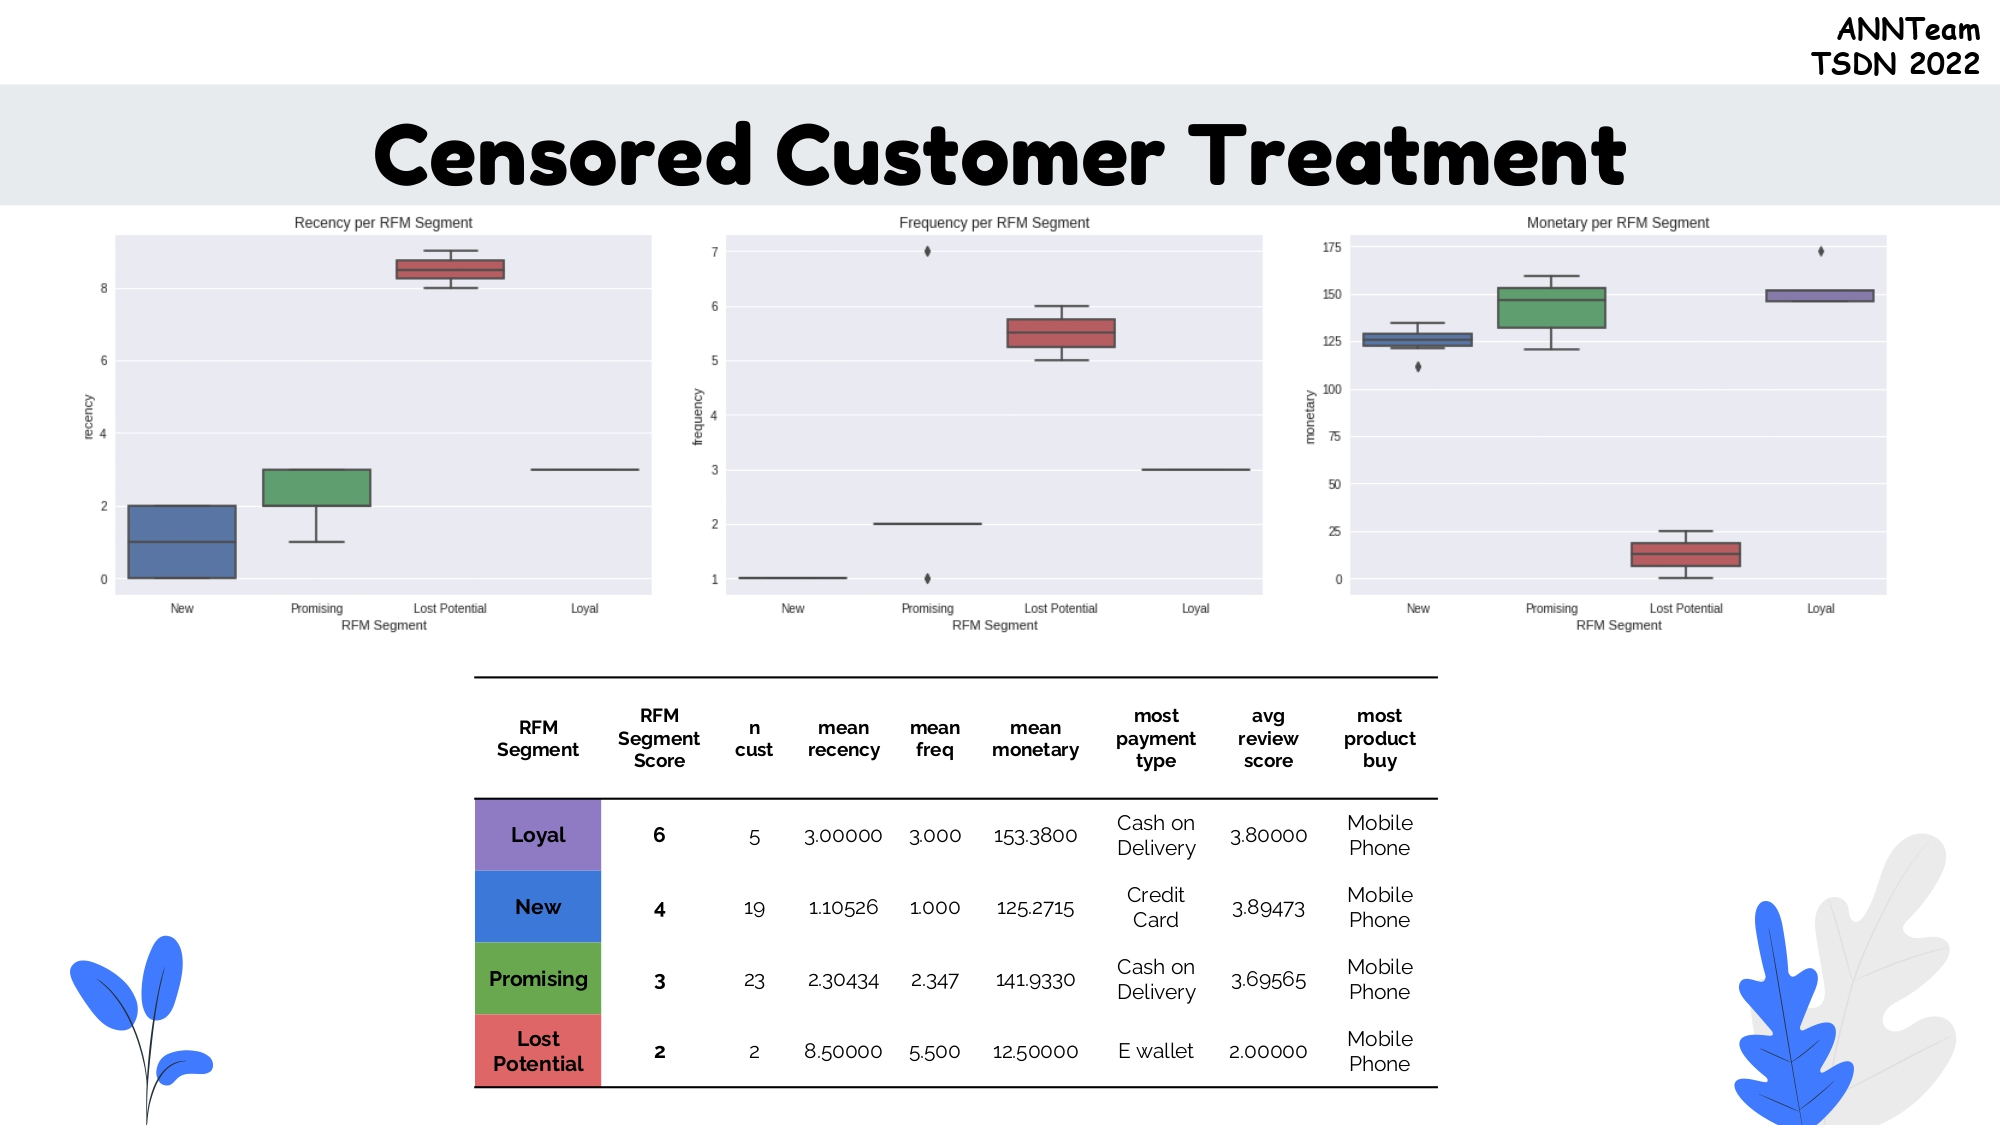 ANNTeam
TSDN 2022
Censored Customer Treatment
Recency per RFM Segment
recency
8
6
4
2
0
New
Promising
Lost Potential
Loyal
RFM Segment
Frequency per RFM Segment
frequency
7
6
5
4
3
2
1
New
Promising
Lost Potential
Loyal
RFM Segment
Monetary per RFM Segment
monetary
175
150
125
100
75
50
25
0
New
Promising
Lost Potential
Loyal
RFM Segment
RFM Segment
RFM Segment Score
n cust
mean recency
mean freq
mean monetary
most payment type
avg review score
most product buy
Loyal 6 5 3.00000 3.000 153.3800 Cash on Delivery 3.80000 Mobile Phone
New 4 19 1.10526 1.000 125.2715 Credit Card 3.89473 Mobile Phone
Promising 3 23 2.30434 2.347 141.9330 Cash on Delivery 3.69565 Mobile Phone
Lost Potential 2 2 8.50000 5.500 12.50000 E wallet 2.00000 Mobile Phone